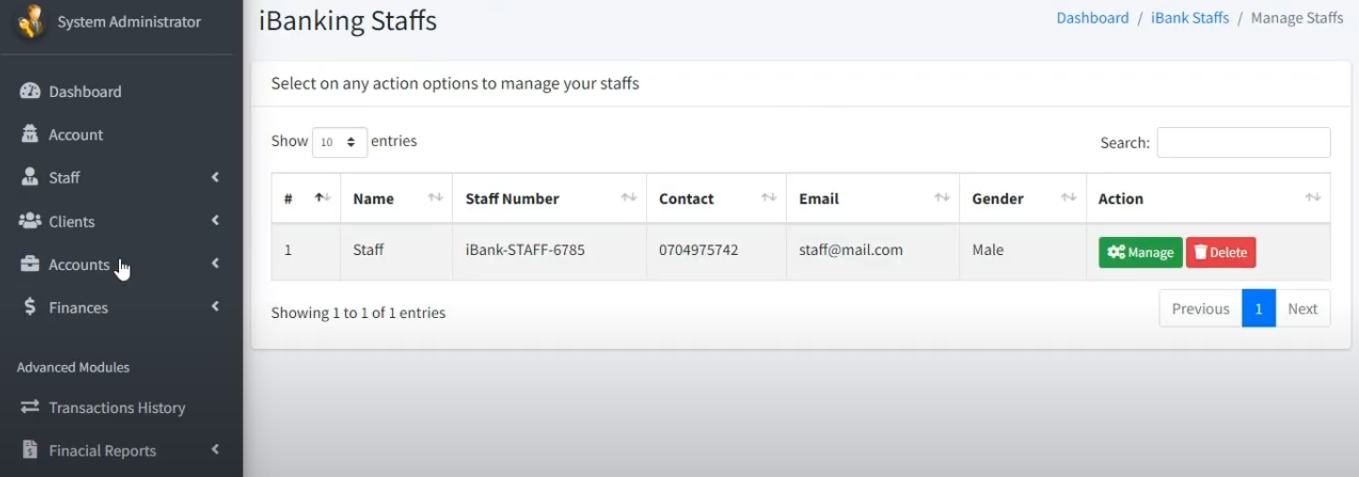 System Administrator
iBanking Staffs
Dashboard / iBank Staffs / Manage Staffs
Dashboard
Account
Staff
Clients
Accounts
Finances
Advanced Modules
Transactions History
Finacial Reports
Select on any action options to manage your staffs
Show 10 entries
Search:
# Name Staff Number Contact Email Gender Action
1 Staff iBank-STAFF-6785 0704975742 staff@mail.com Male Manage Delete
Showing 1 to 1 of 1 entries
Previous 1 Next